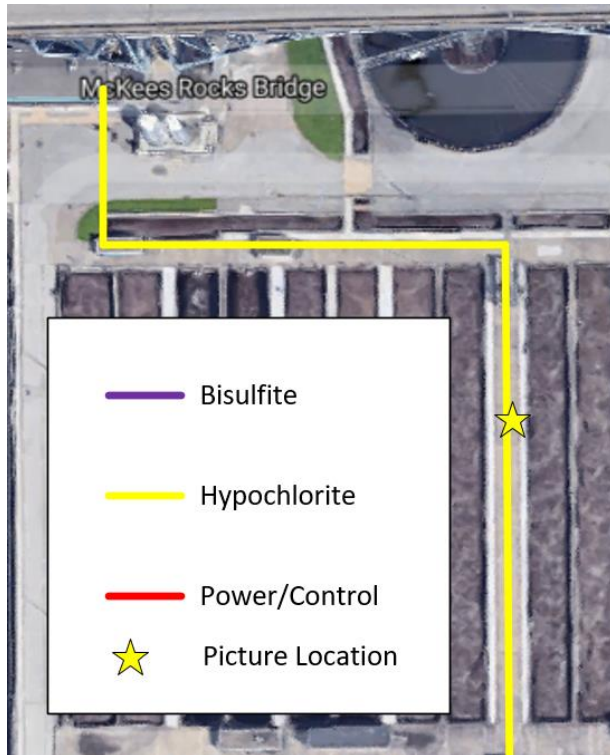 McKees Rocks Bridge
Bisulfite
Hypochlorite
Power/Control
Picture Location